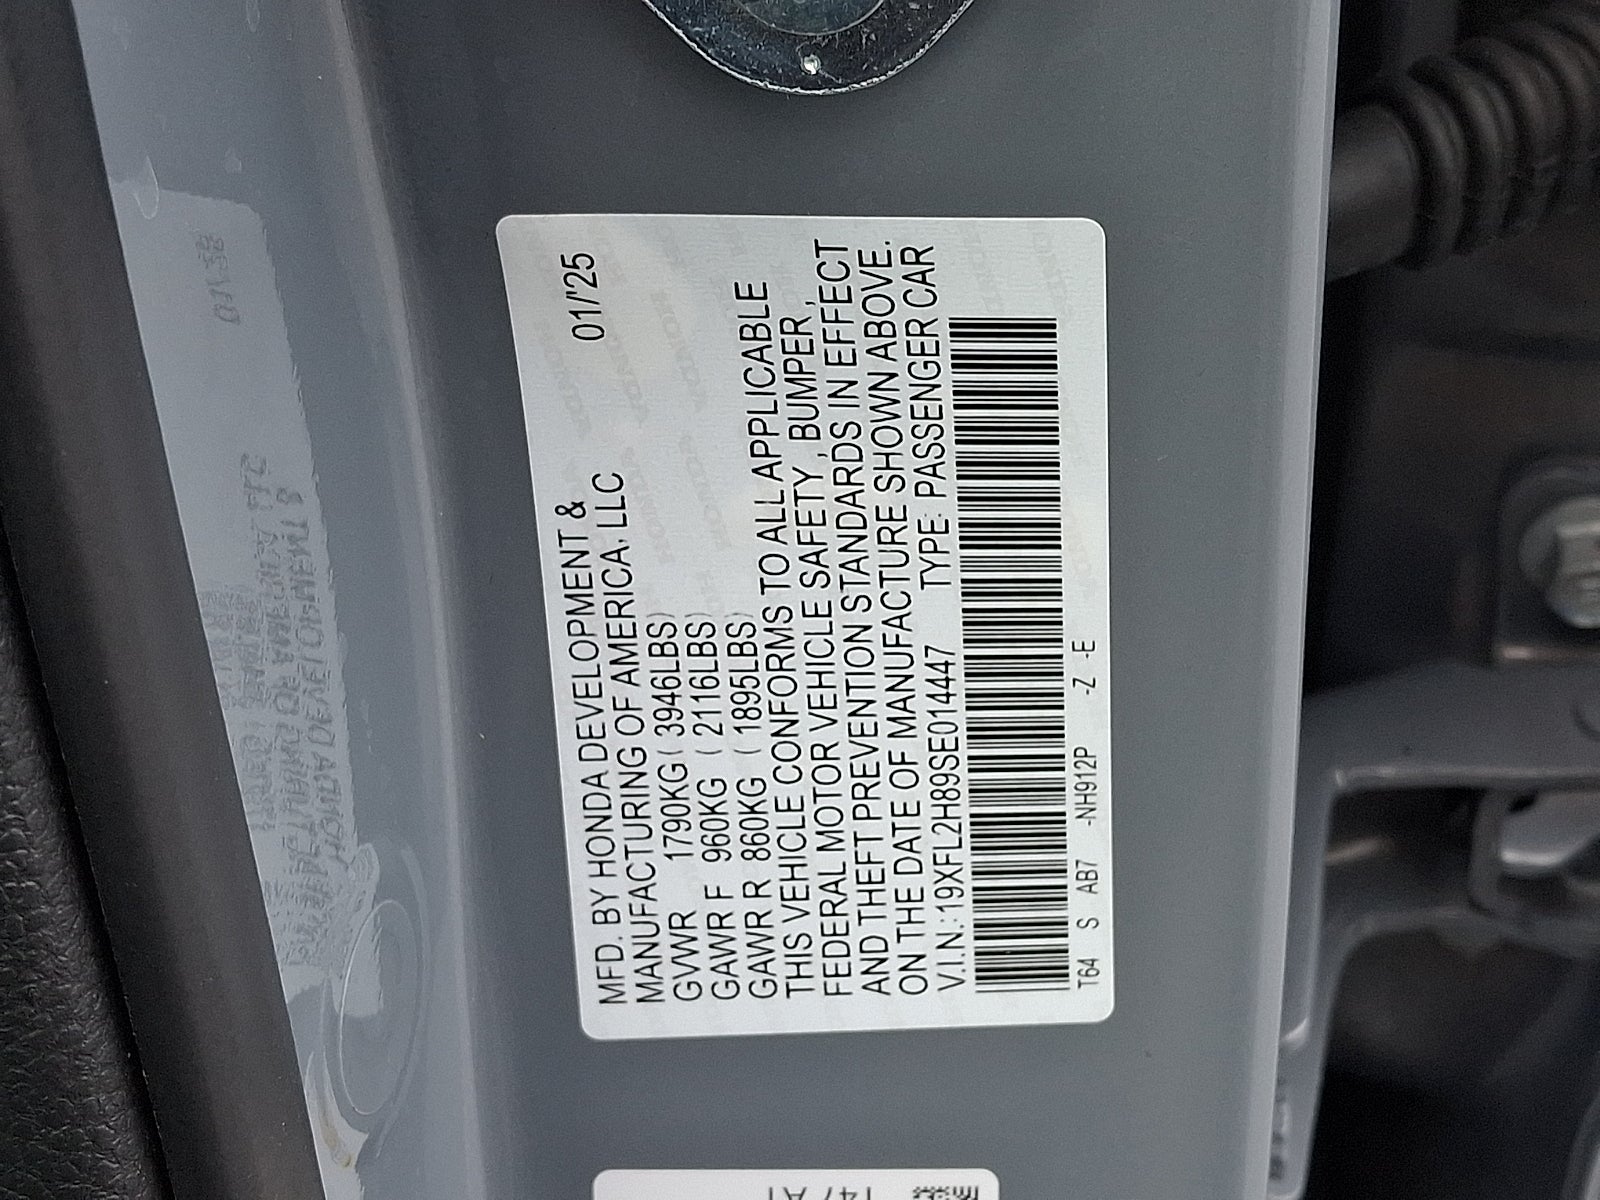 MFD. BY HONDA DEVELOPMENT & 01/'25
MANUFACTURING OF AMERICA, LLC
GVWR 1790KG ( 3946LBS)
GAWR F 960KG ( 2116LBS)
GAWR R 860KG ( 1895LBS)
THIS VEHICLE CONFORMS TO ALL APPLICABLE
FEDERAL MOTOR VEHICLE SAFETY , BUMPER ,
AND THEFT PREVENTION STANDARDS IN EFFECT
ON THE DATE OF MANUFACTURE SHOWN ABOVE.
V.I.N.: 19XFL2H89SE014447 TYPE: PASSENGER CAR
T64 S AB7 -NH912P -Z -E